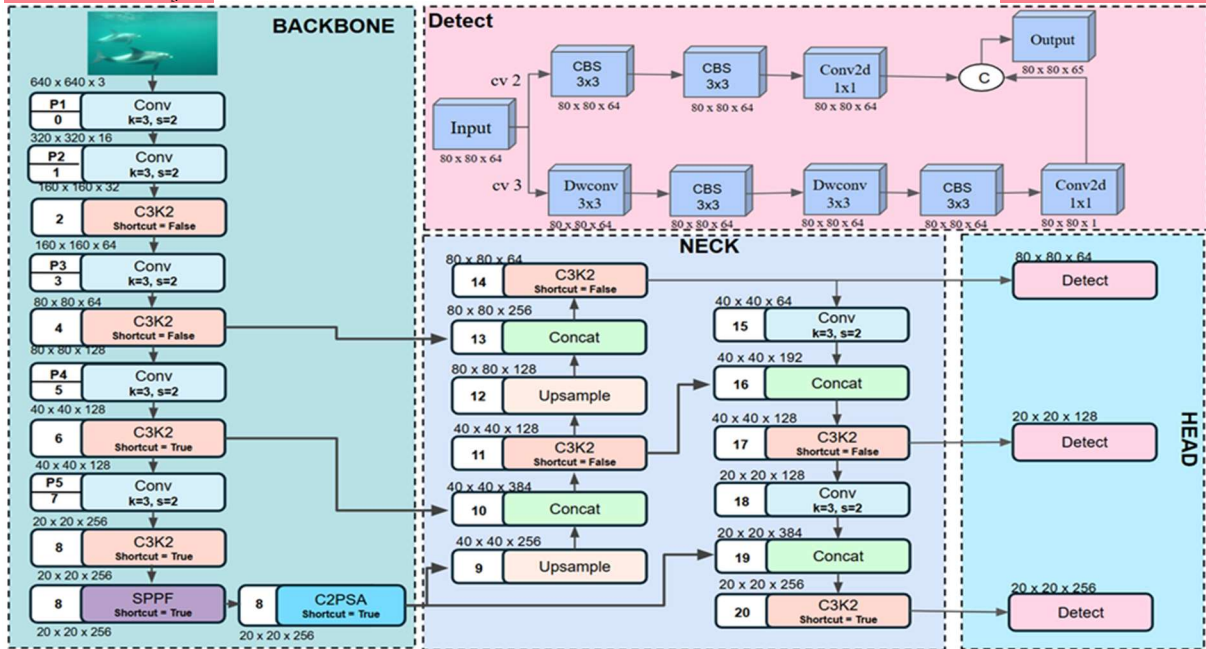 BACKBONE
640 x 640 x 3
P1
0
Conv
k=3, s=2
320 x 320 x 16
P2
1
Conv
k=3, s=2
160 x 160 x 32
2
C3K2
Shortcut = False
160 x 160 x 64
P3
3
Conv
k=3, s=2
80 x 80 x 64
4
C3K2
Shortcut = False
80 x 80 x 128
P4
5
Conv
k=3, s=2
40 x 40 x 128
6
C3K2
Shortcut = True
40 x 40 x 128
P5
7
Conv
k=3, s=2
20 x 20 x 256
8
C3K2
Shortcut = True
20 x 20 x 256
8
SPPF
Shortcut = True
20 x 20 x 256
8
C2PSA
Shortcut = True
20 x 20 x 256
Detect
Input
80 x 80 x 64
cv 2
CBS
3x3
80 x 80 x 64
CBS
3x3
80 x 80 x 64
Conv2d
1x1
80 x 80 x 64
C
Output
80 x 80 x 65
cv 3
Dwconv
3x3
80 x 80 x 64
CBS
3x3
80 x 80 x 64
Dwconv
3x3
80 x 80 x 64
CBS
3x3
80 x 80 x 64
Conv2d
1x1
80 x 80 x 1
NECK
80 x 80 x 64
14
C3K2
Shortcut = False
80 x 80 x 256
13
Concat
80 x 80 x 128
12
Upsample
40 x 40 x 128
11
C3K2
Shortcut = False
40 x 40 x 384
10
Concat
40 x 40 x 256
9
Upsample
40 x 40 x 64
15
Conv
k=3, s=2
40 x 40 x 192
16
Concat
40 x 40 x 128
17
C3K2
Shortcut = False
20 x 20 x 128
18
Conv
k=3, s=2
20 x 20 x 384
19
Concat
20 x 20 x 256
20
C3K2
Shortcut = True
HEAD
80 x 80 x 64
Detect
20 x 20 x 128
Detect
20 x 20 x 256
Detect